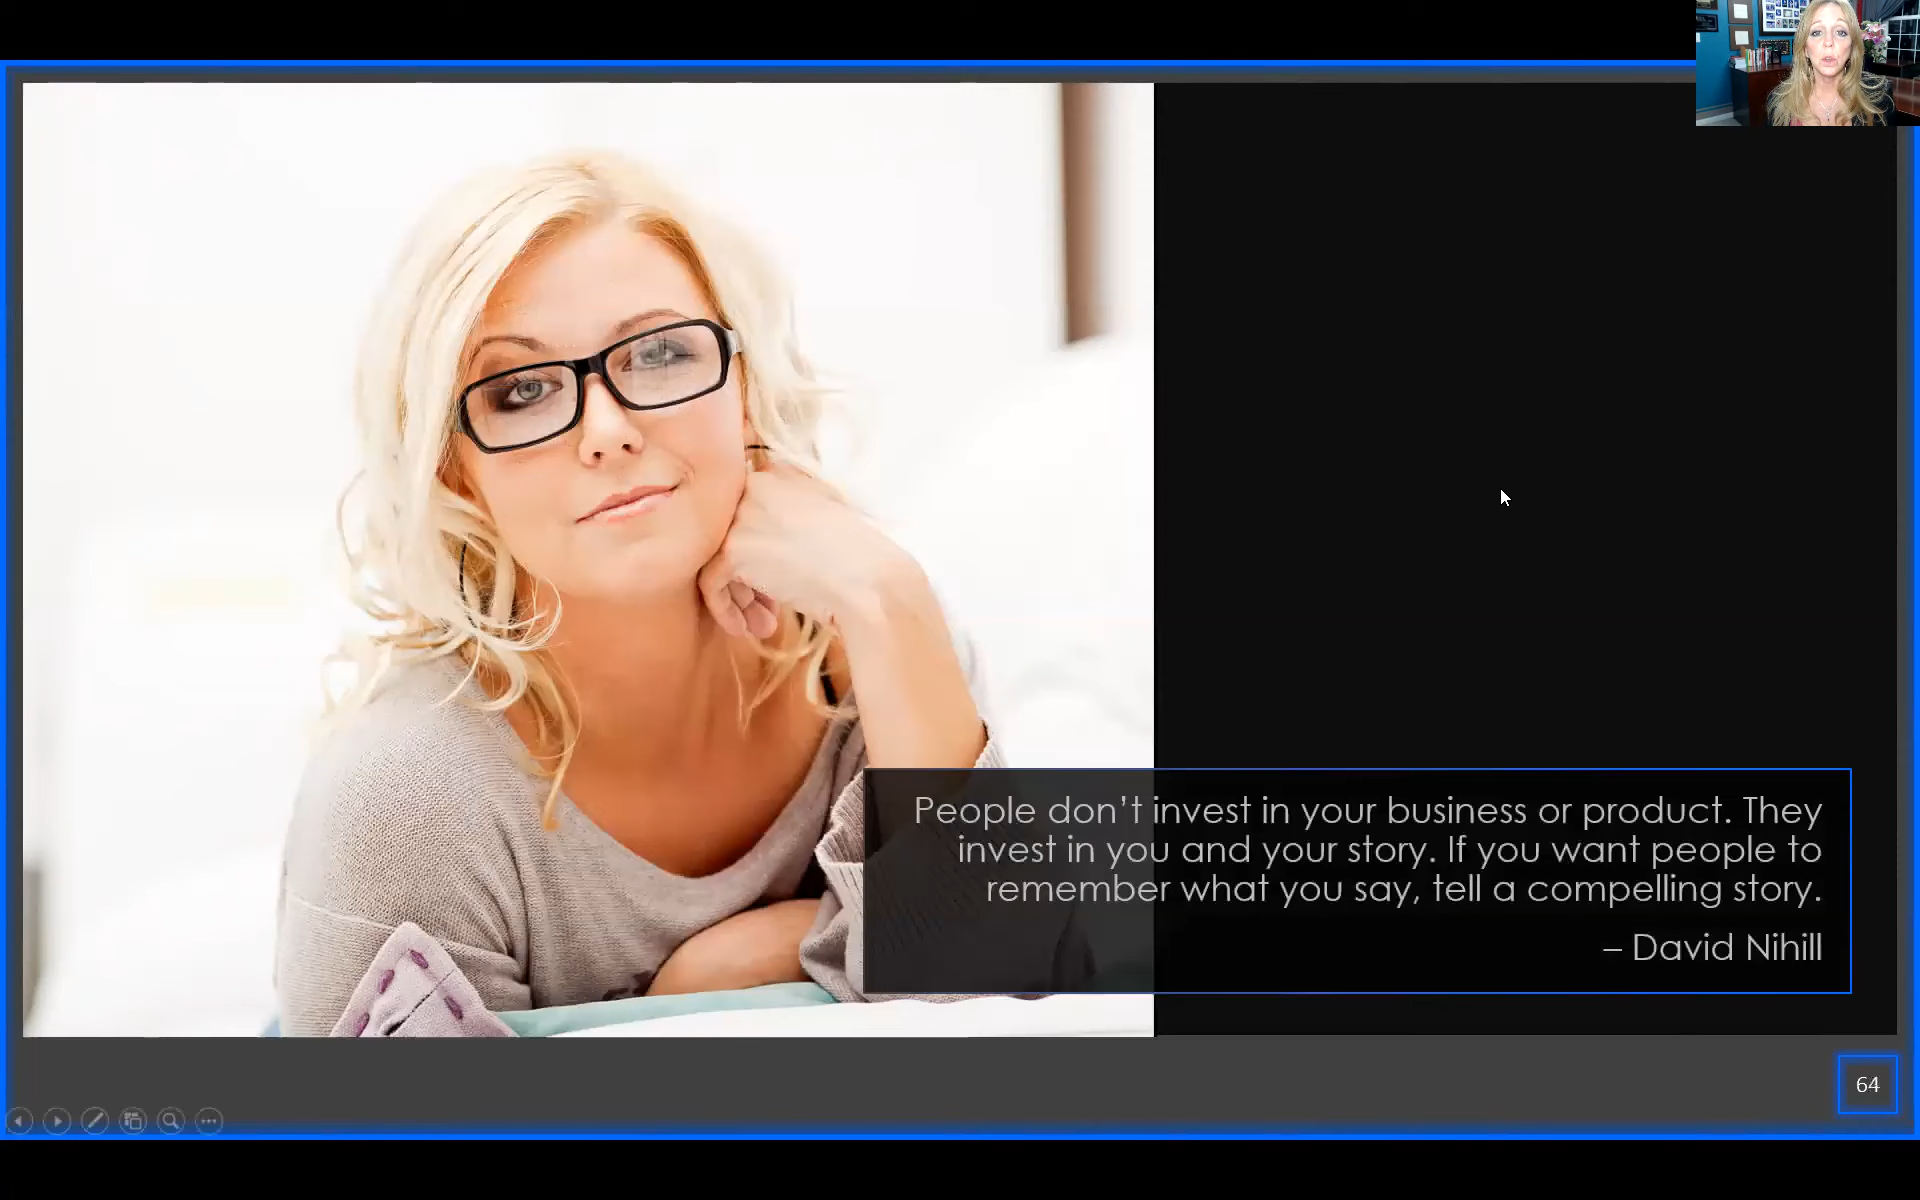 People don’t invest in your business or product. They
invest in you and your story. If you want people to
remember what you say, tell a compelling story.
– David Nihill
64